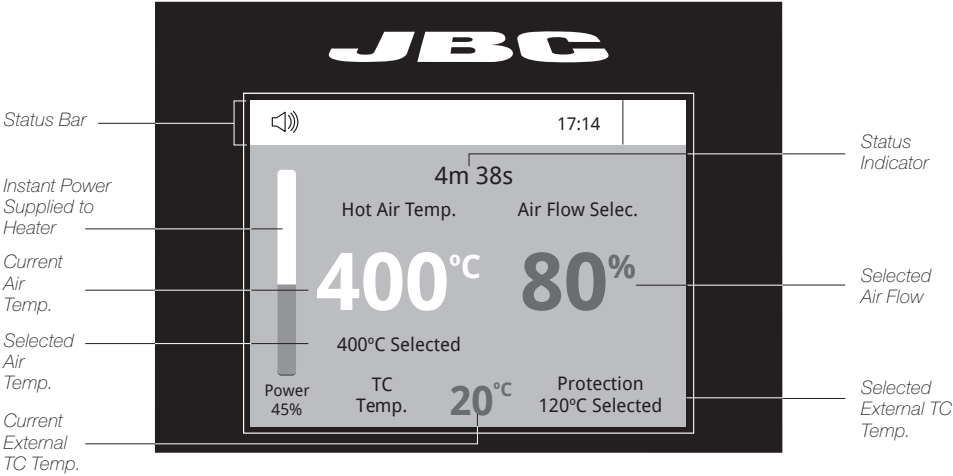 JBC
Status Bar
17:14
Status
Indicator
4m 38s
Instant Power
Supplied to
Heater
Hot Air Temp.
Air Flow Selec.
Current
Air
Temp.
400ºC
80%
Selected
Air Flow
Selected
Air
Temp.
400ºC Selected
Power
45%
TC
Temp.
20ºC
Protection
120ºC Selected
Selected
External TC
Temp.
Current
External
TC Temp.